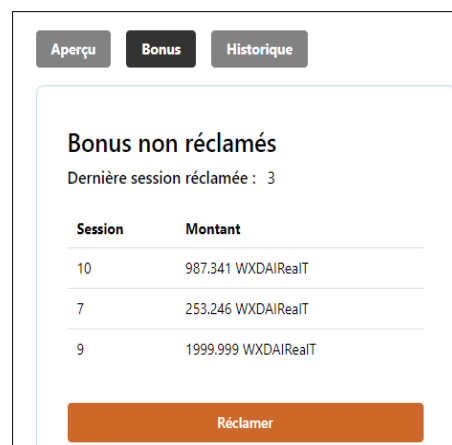 Aperçu Bonus Historique
Bonus non réclamés
Dernière session réclamée : 3
Session Montant
10 987.341 WXDAIRealT
7 253.246 WXDAIRealT
9 1999.999 WXDAIRealT
Réclamer